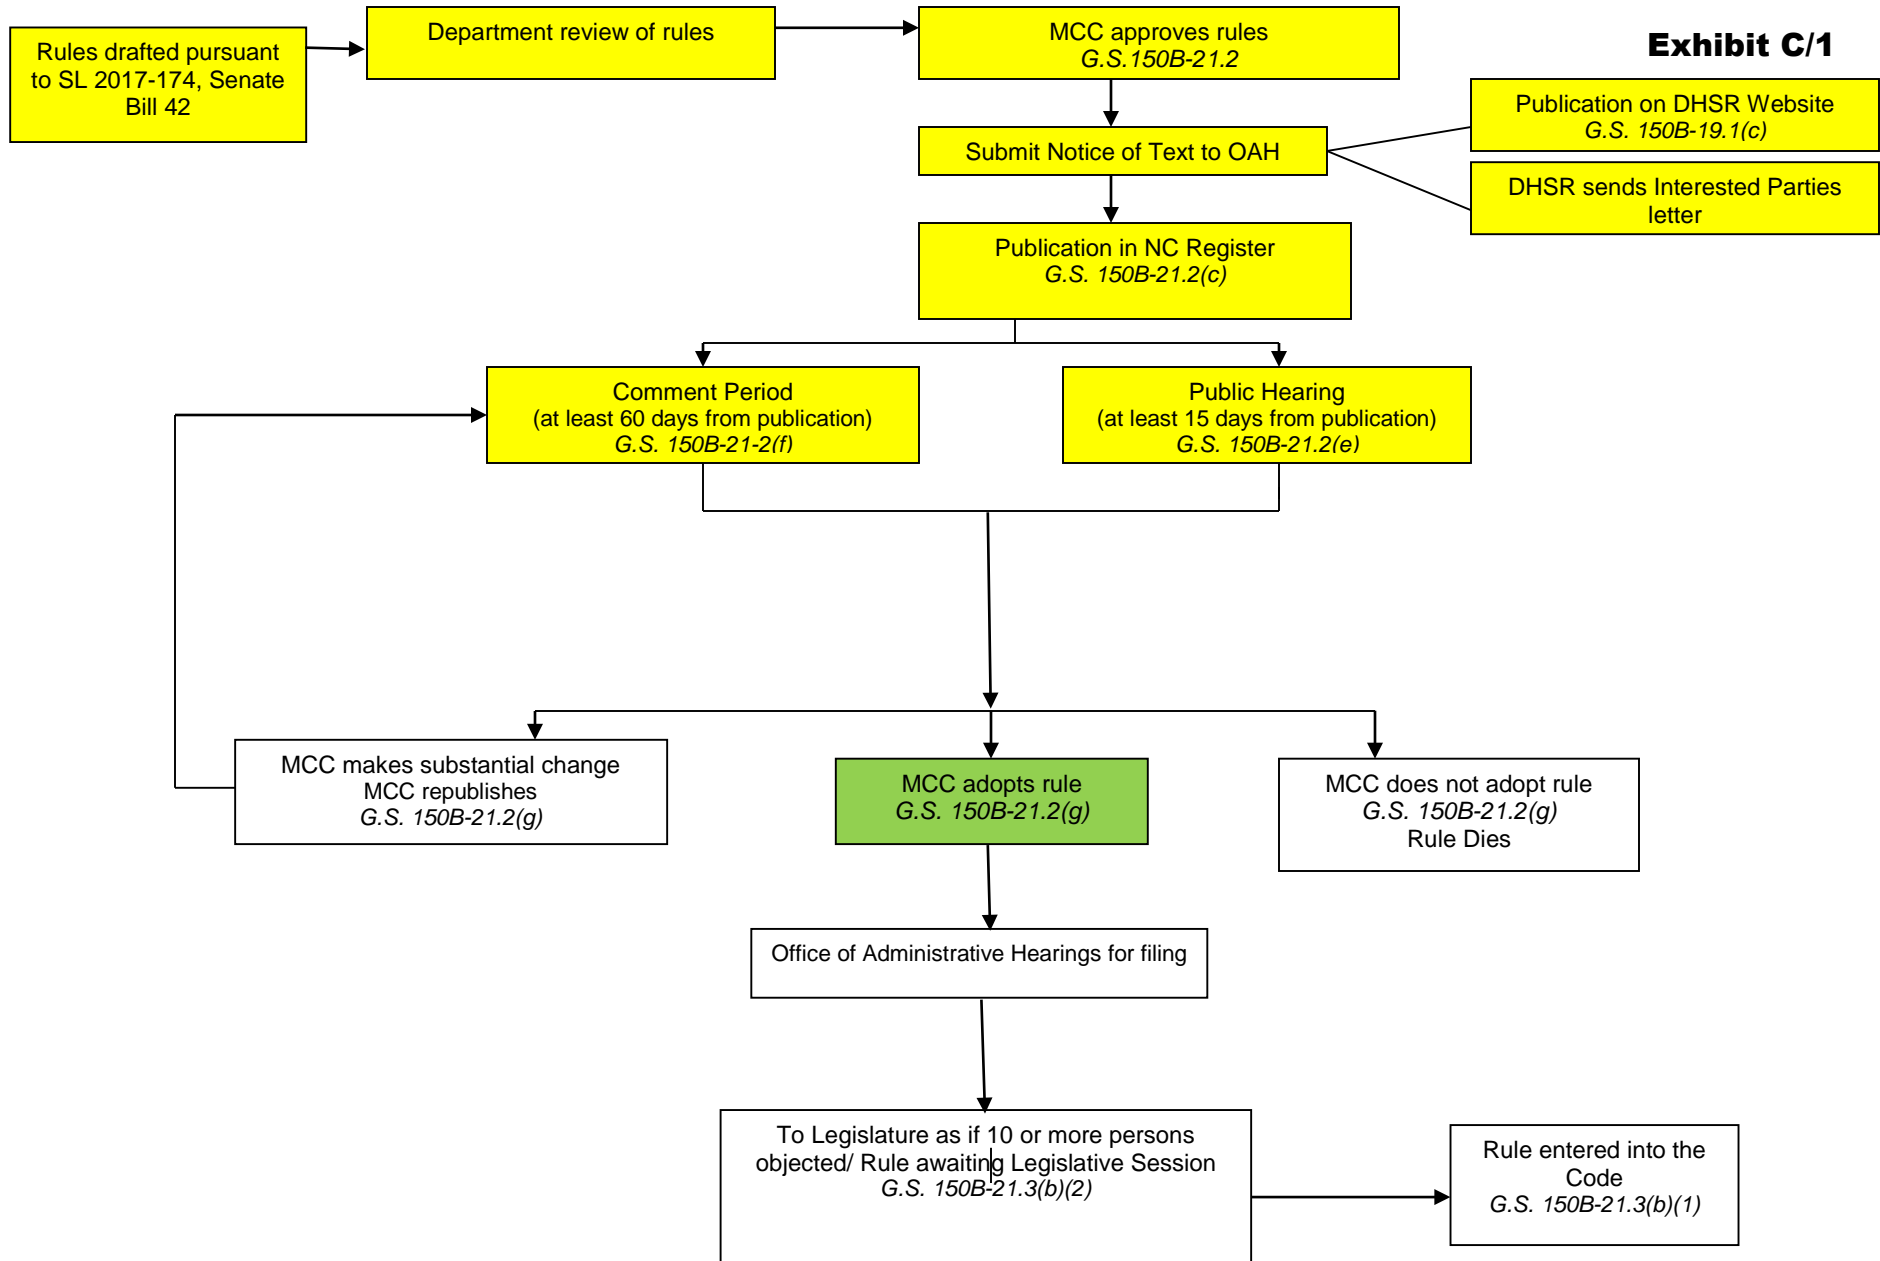 Exhibit C/1
Rules drafted pursuant
to SL 2017-174, Senate
Bill 42
Department review of rules
MCC approves rules
G.S.150B-21.2
Submit Notice of Text to OAH
Publication on DHSR Website
G.S. 150B-19.1(c)
DHSR sends Interested Parties
letter
Publication in NC Register
G.S. 150B-21.2(c)
Comment Period
(at least 60 days from publication)
G.S. 150B-21-2(f)
Public Hearing
(at least 15 days from publication)
G.S. 150B-21.2(e)
MCC makes substantial change
MCC republishes
G.S. 150B-21.2(g)
MCC adopts rule
G.S. 150B-21.2(g)
MCC does not adopt rule
G.S. 150B-21.2(g)
Rule Dies
Office of Administrative Hearings for filing
To Legislature as if 10 or more persons
objected/ Rule awaiting Legislative Session
G.S. 150B-21.3(b)(2)
Rule entered into the
Code
G.S. 150B-21.3(b)(1)